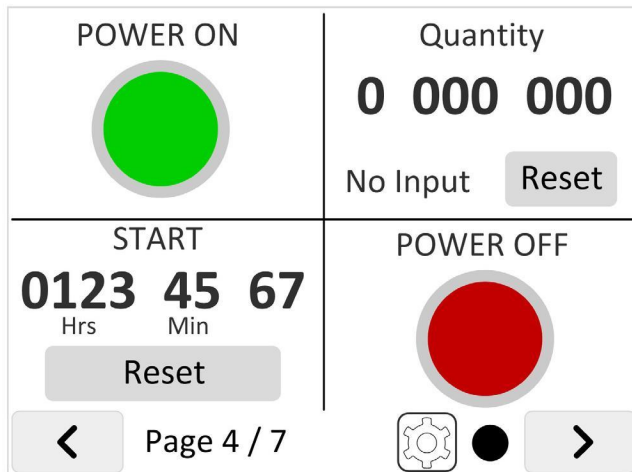 POWER ON
Quantity
0 000 000
No Input
Reset
START
0123 45 67
Hrs Min
Reset
POWER OFF
Page 4 / 7